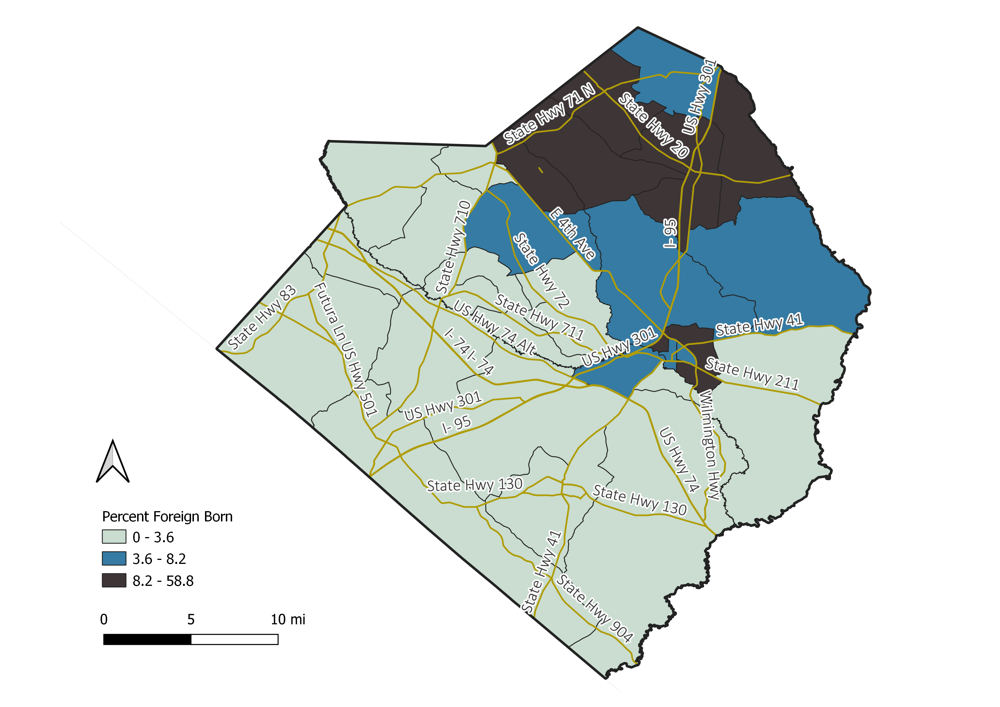 US Hwy 301
State Hwy 71 N
State Hwy 20
State Hwy 710
E 4th Ave
I- 95
State Hwy 72
State Hwy 83
Futura Ln US Hwy 501
State Hwy 711
US Hwy 74 Alt
I- 74 I- 74
US Hwy 301
State Hwy 41
State Hwy 211
US Hwy 301
I- 95
Wilmington Hwy
US Hwy 74
State Hwy 130
State Hwy 130
State Hwy 41
State Hwy 904
Percent Foreign Born
0 - 3.6
3.6 - 8.2
8.2 - 58.8
0 5 10 mi